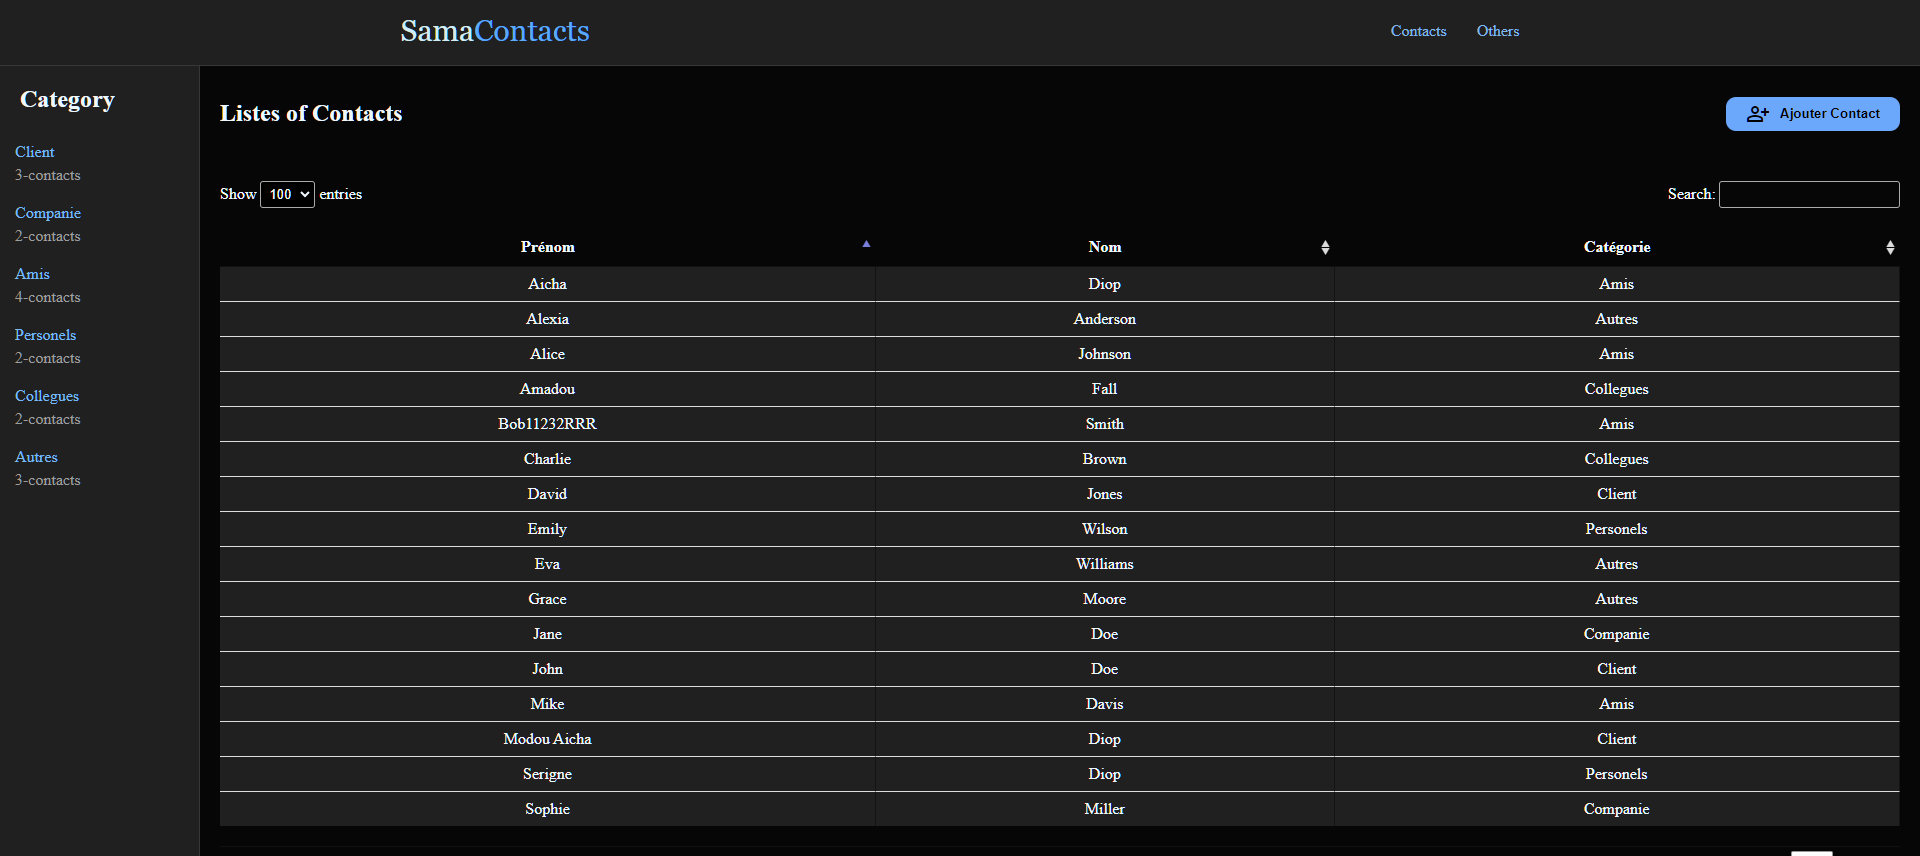 SamaContacts
Contacts Others
Category
Client
3-contacts
Companie
2-contacts
Amis
4-contacts
Personels
2-contacts
Collegues
2-contacts
Autres
3-contacts
Listes of Contacts
Ajouter Contact
Show 100 entries
Search:
Prénom Nom Catégorie
Aicha Diop Amis
Alexia Anderson Autres
Alice Johnson Amis
Amadou Fall Collegues
Bob11232RRR Smith Amis
Charlie Brown Collegues
David Jones Client
Emily Wilson Personels
Eva Williams Autres
Grace Moore Autres
Jane Doe Companie
John Doe Client
Mike Davis Amis
Modou Aicha Diop Client
Serigne Diop Personels
Sophie Miller Companie